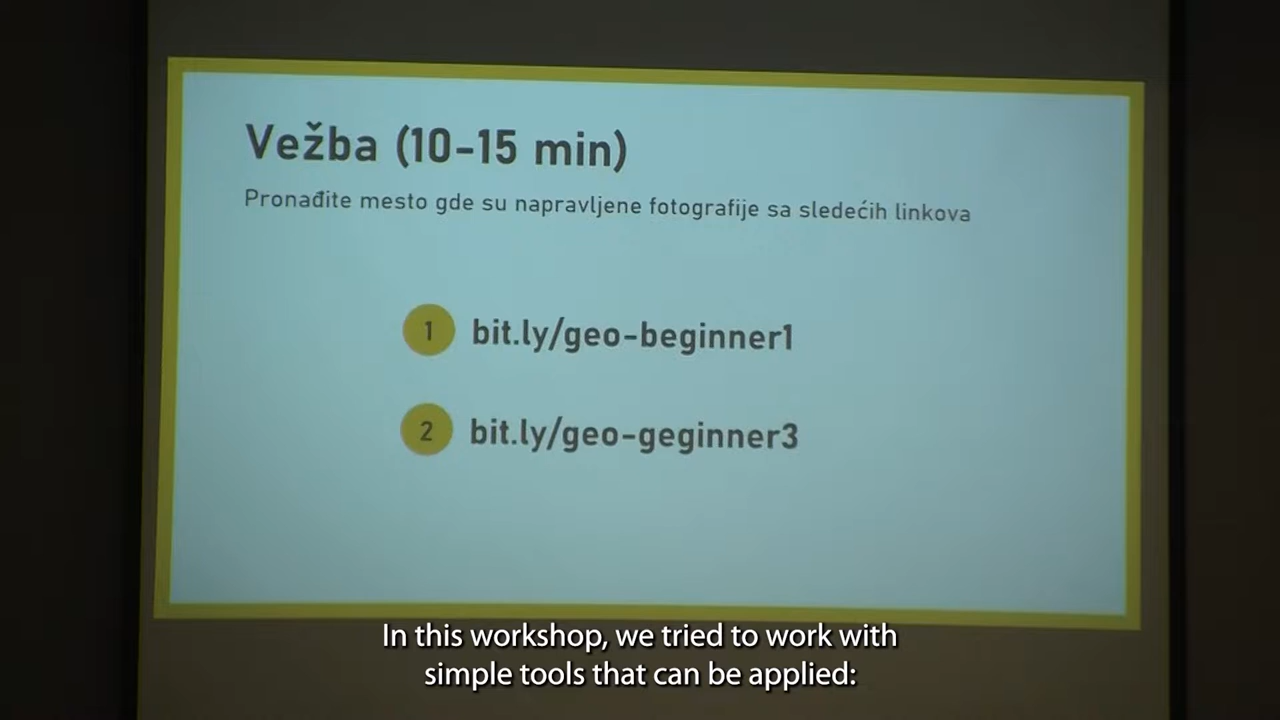 Vežba (10-15 min)
Pronađite mesto gde su napravljene fotografije sa sledećih linkova
1 bit.ly/geo-beginner1
2 bit.ly/geo-geginner3
In this workshop, we tried to work with
simple tools that can be applied: